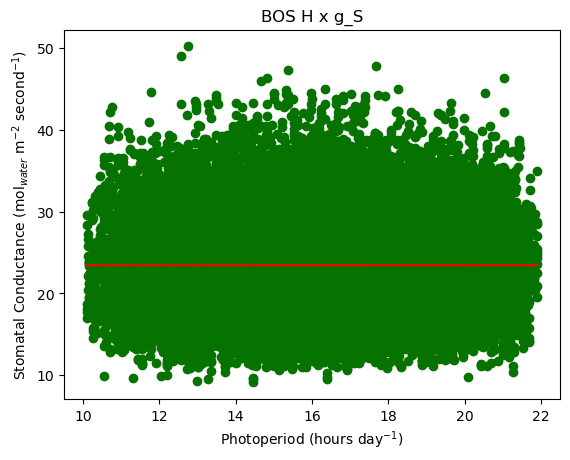 BOS H x g_S
Stomatal Conductance (mol_water m⁻² second⁻¹)
50
40
30
20
10
10 12 14 16 18 20 22
Photoperiod (hours day⁻¹)